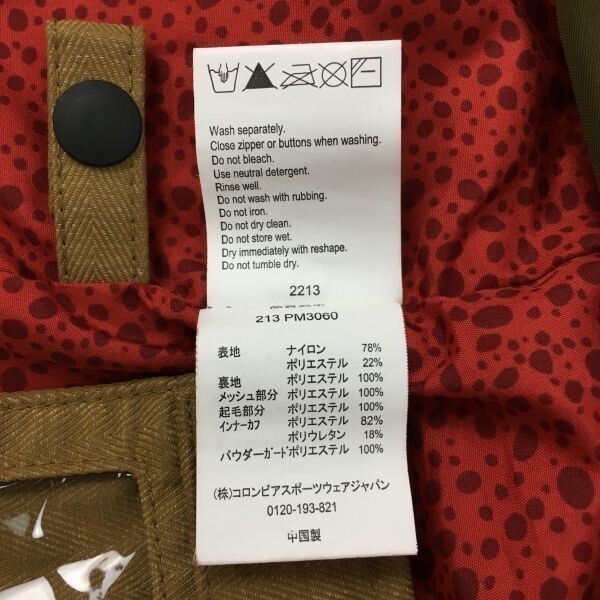 Wash separately.
Close zipper or buttons when washing.
Do not bleach.
Use neutral detergent.
Rinse well.
Do not wash with rubbing.
Do not iron.
Do not dry clean.
Do not store wet.
Dry immediately with reshape.
Do not tumble dry.
2213
213 PM3060
表地 ナイロン 78%
ポリエステル 22%
裏地 ポリエステル 100%
メッシュ部分 ポリエステル 100%
起毛部分 ポリエステル 100%
インナーカフ ポリエステル 82%
ポリウレタン 18%
パウダーガード ポリエステル 100%
(株)コロンビアスポーツウェアジャパン
0120-193-821
中国製